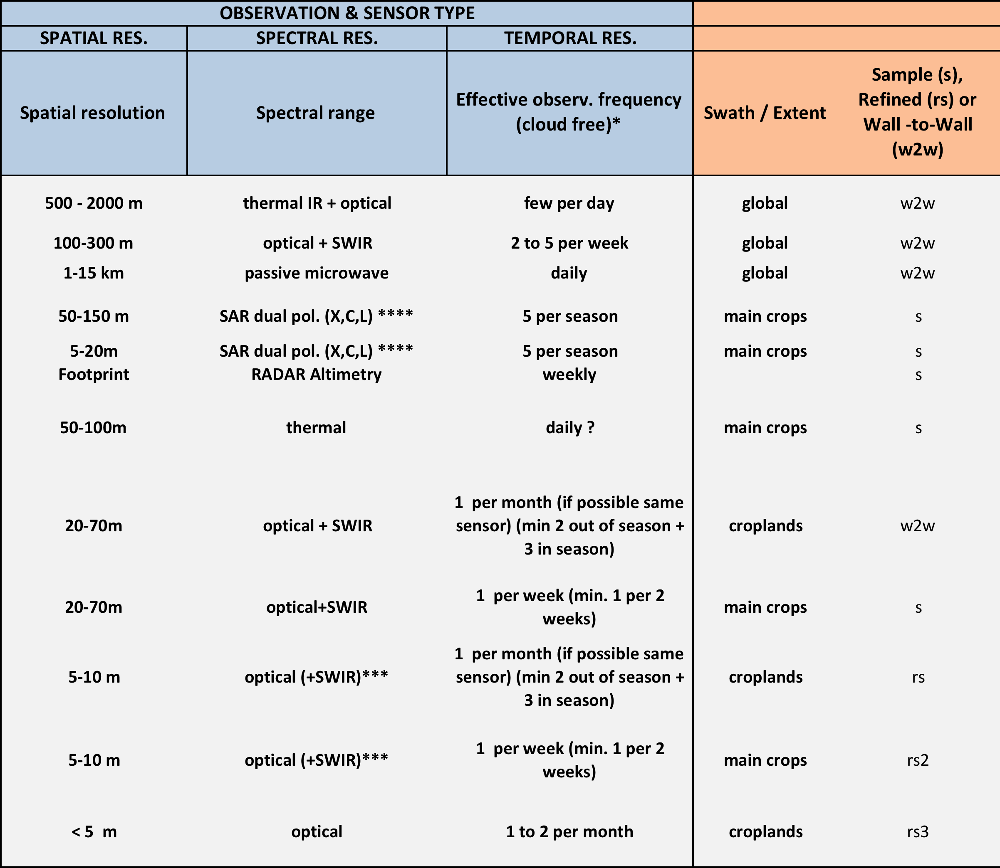 OBSERVATION & SENSOR TYPE
SPATIAL RES. SPECTRAL RES. TEMPORAL RES.
Spatial resolution
Spectral range
Effective observ. frequency
(cloud free)*
Swath / Extent
Sample (s),
Refined (rs) or
Wall -to-Wall
(w2w)
500 - 2000 m thermal IR + optical few per day global w2w
100-300 m optical + SWIR 2 to 5 per week global w2w
1-15 km passive microwave daily global w2w
50-150 m SAR dual pol. (X,C,L) **** 5 per season main crops s
5-20m SAR dual pol. (X,C,L) **** 5 per season main crops s
Footprint RADAR Altimetry weekly s
50-100m thermal daily ? main crops s
1 per month (if possible same
20-70m optical + SWIR sensor) (min 2 out of season + croplands w2w
3 in season)
1 per week (min. 1 per 2
20-70m optical+SWIR main crops s
weeks)
1 per month (if possible same
5-10 m optical (+SWIR)*** sensor) (min 2 out of season + croplands rs
3 in season)
1 per week (min. 1 per 2
5-10 m optical (+SWIR)*** main crops rs2
weeks)
< 5 m optical 1 to 2 per month croplands rs3